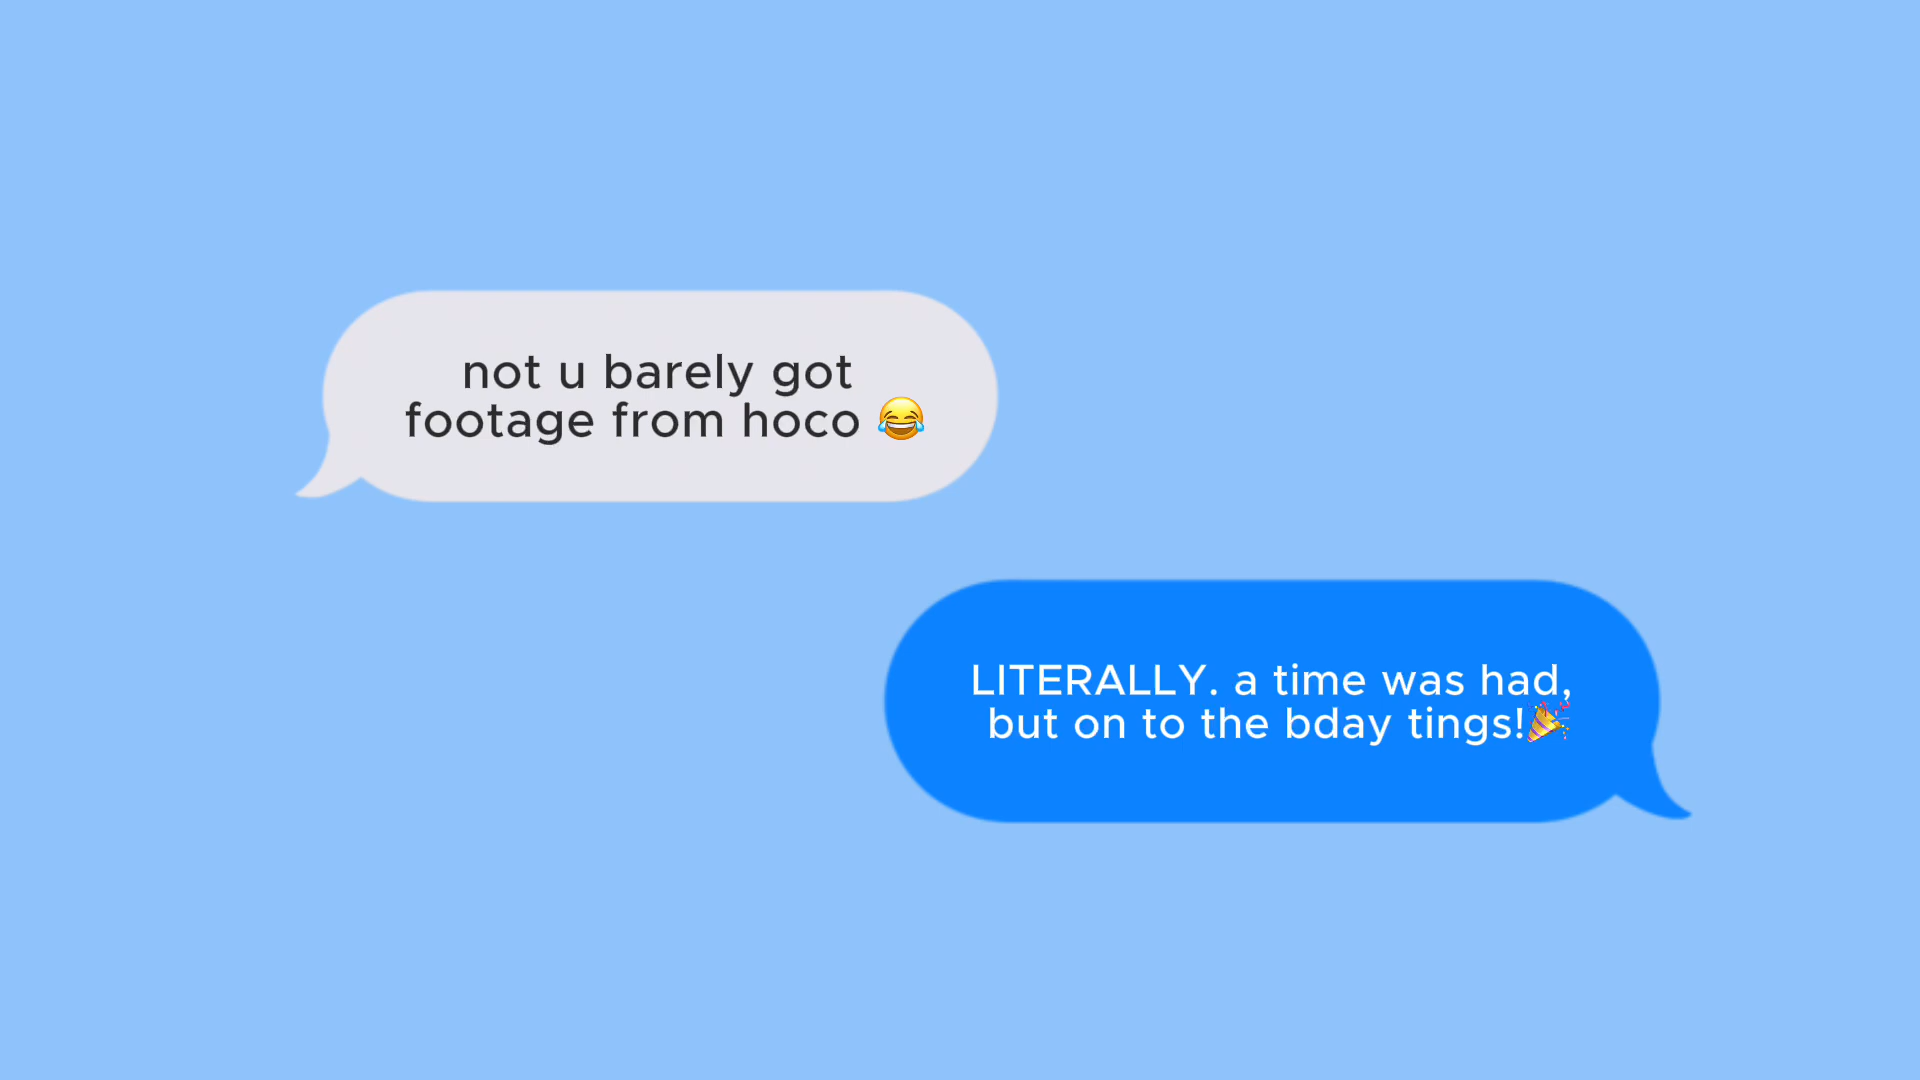 not u barely got
footage from hoco 😂
LITERALLY. a time was had,
but on to the bday tings!🎉